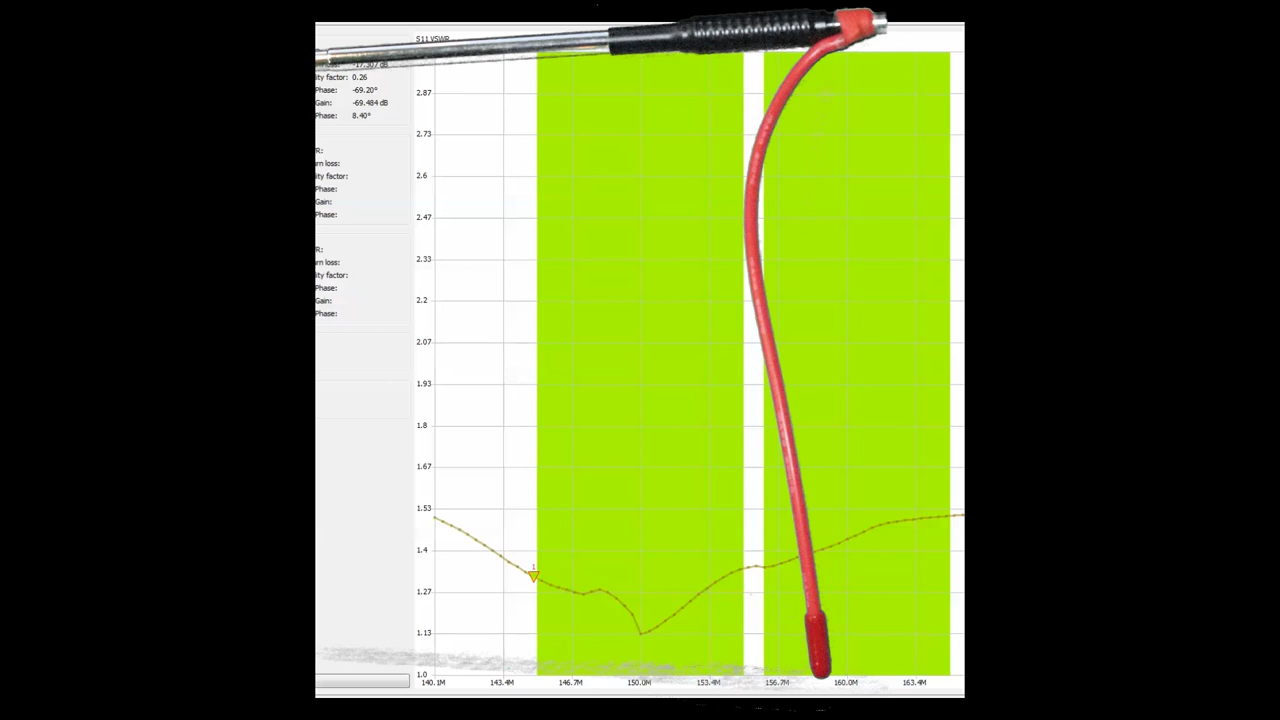 S11 VSWR
-17.507 dB
lity factor: 0.26
Phase: -69.20°
Gain: -69.484 dB
Phase: 8.40°
R:
rn loss:
lity factor:
Phase:
Gain:
Phase:
R:
rn loss:
lity factor:
Phase:
Gain:
Phase:
2.87
2.73
2.6
2.47
2.33
2.2
2.07
1.93
1.8
1.67
1.53
1.4
1.27
1.13
1.0
1
140.1M 143.4M 146.7M 150.0M 153.4M 156.7M 160.0M 163.4M